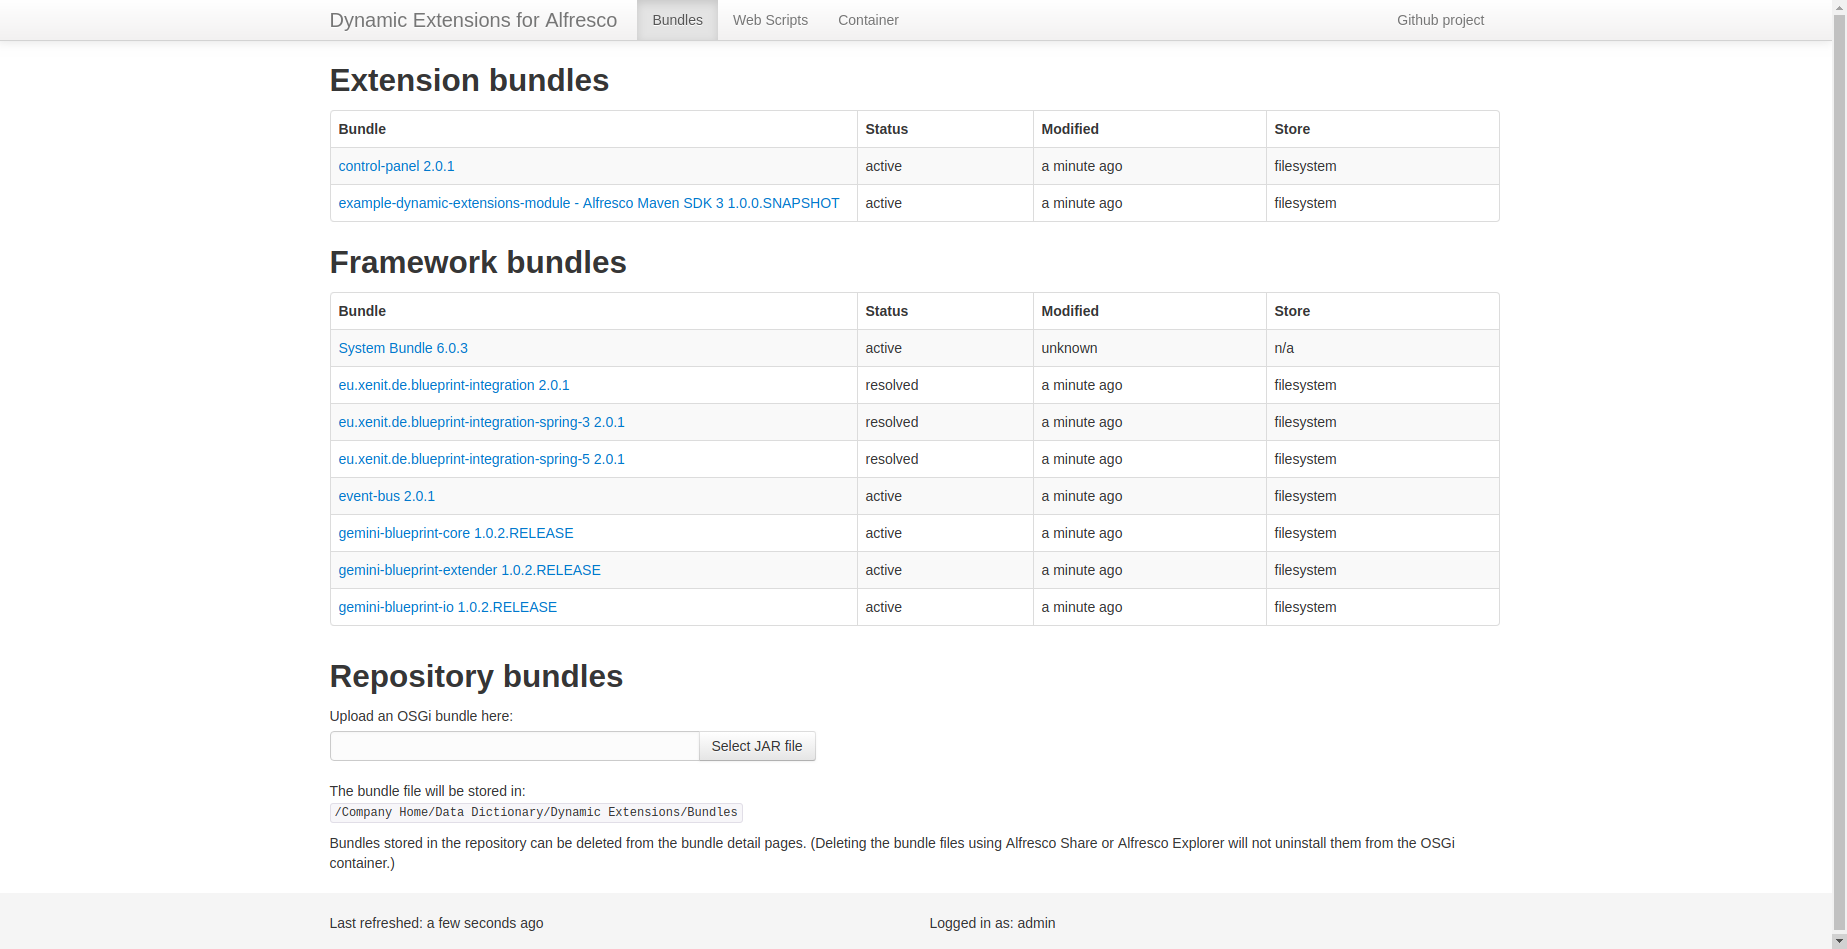 Dynamic Extensions for Alfresco Bundles Web Scripts Container Github project
Extension bundles
Bundle Status Modified Store
control-panel 2.0.1 active a minute ago filesystem
example-dynamic-extensions-module - Alfresco Maven SDK 3 1.0.0.SNAPSHOT active a minute ago filesystem
Framework bundles
Bundle Status Modified Store
System Bundle 6.0.3 active unknown n/a
eu.xenit.de.blueprint-integration 2.0.1 resolved a minute ago filesystem
eu.xenit.de.blueprint-integration-spring-3 2.0.1 resolved a minute ago filesystem
eu.xenit.de.blueprint-integration-spring-5 2.0.1 resolved a minute ago filesystem
event-bus 2.0.1 active a minute ago filesystem
gemini-blueprint-core 1.0.2.RELEASE active a minute ago filesystem
gemini-blueprint-extender 1.0.2.RELEASE active a minute ago filesystem
gemini-blueprint-io 1.0.2.RELEASE active a minute ago filesystem
Repository bundles
Upload an OSGi bundle here:
Select JAR file
The bundle file will be stored in:
/Company Home/Data Dictionary/Dynamic Extensions/Bundles
Bundles stored in the repository can be deleted from the bundle detail pages. (Deleting the bundle files using Alfresco Share or Alfresco Explorer will not uninstall them from the OSGi
container.)
Last refreshed: a few seconds ago Logged in as: admin